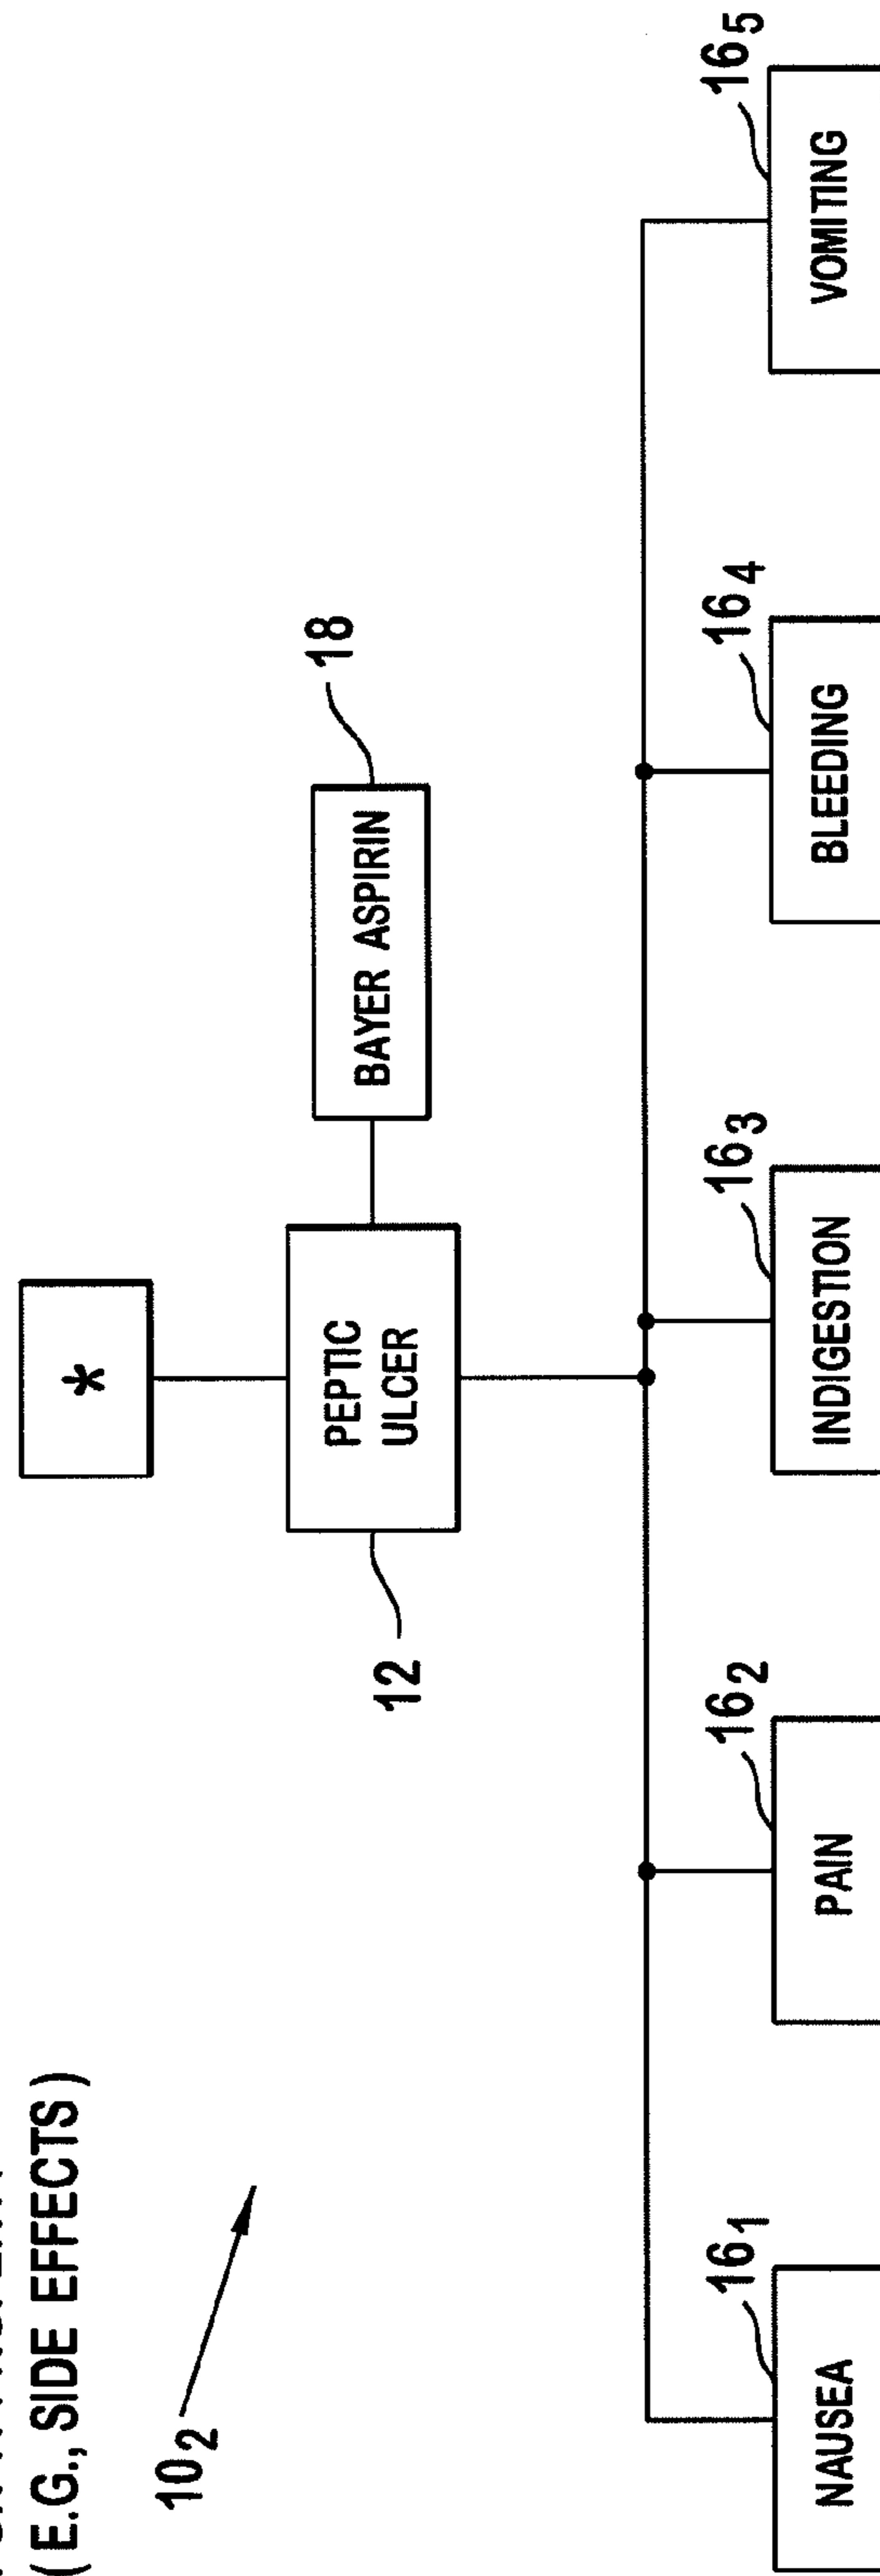 (E.G., SIDE EFFECTS)
10₂
*
PEPTIC
ULCER
12
BAYER ASPIRIN
18
NAUSEA
16₁
PAIN
16₂
INDIGESTION
16₃
BLEEDING
16₄
VOMITING
16₅